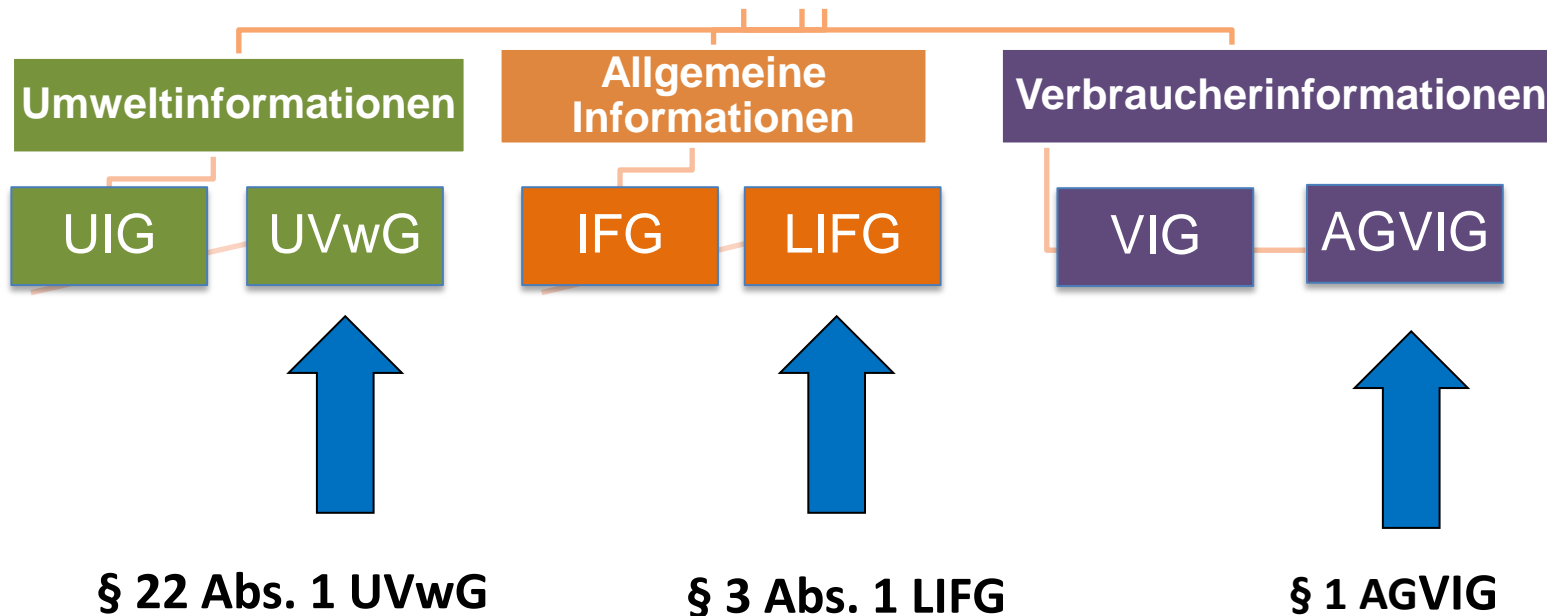 Umweltinformationen
Allgemeine
Informationen
Verbraucherinformationen
UIG
UVwG
IFG
LIFG
VIG
AGVIG
§ 22 Abs. 1 UVwG
§ 3 Abs. 1 LIFG
§ 1 AGVIG